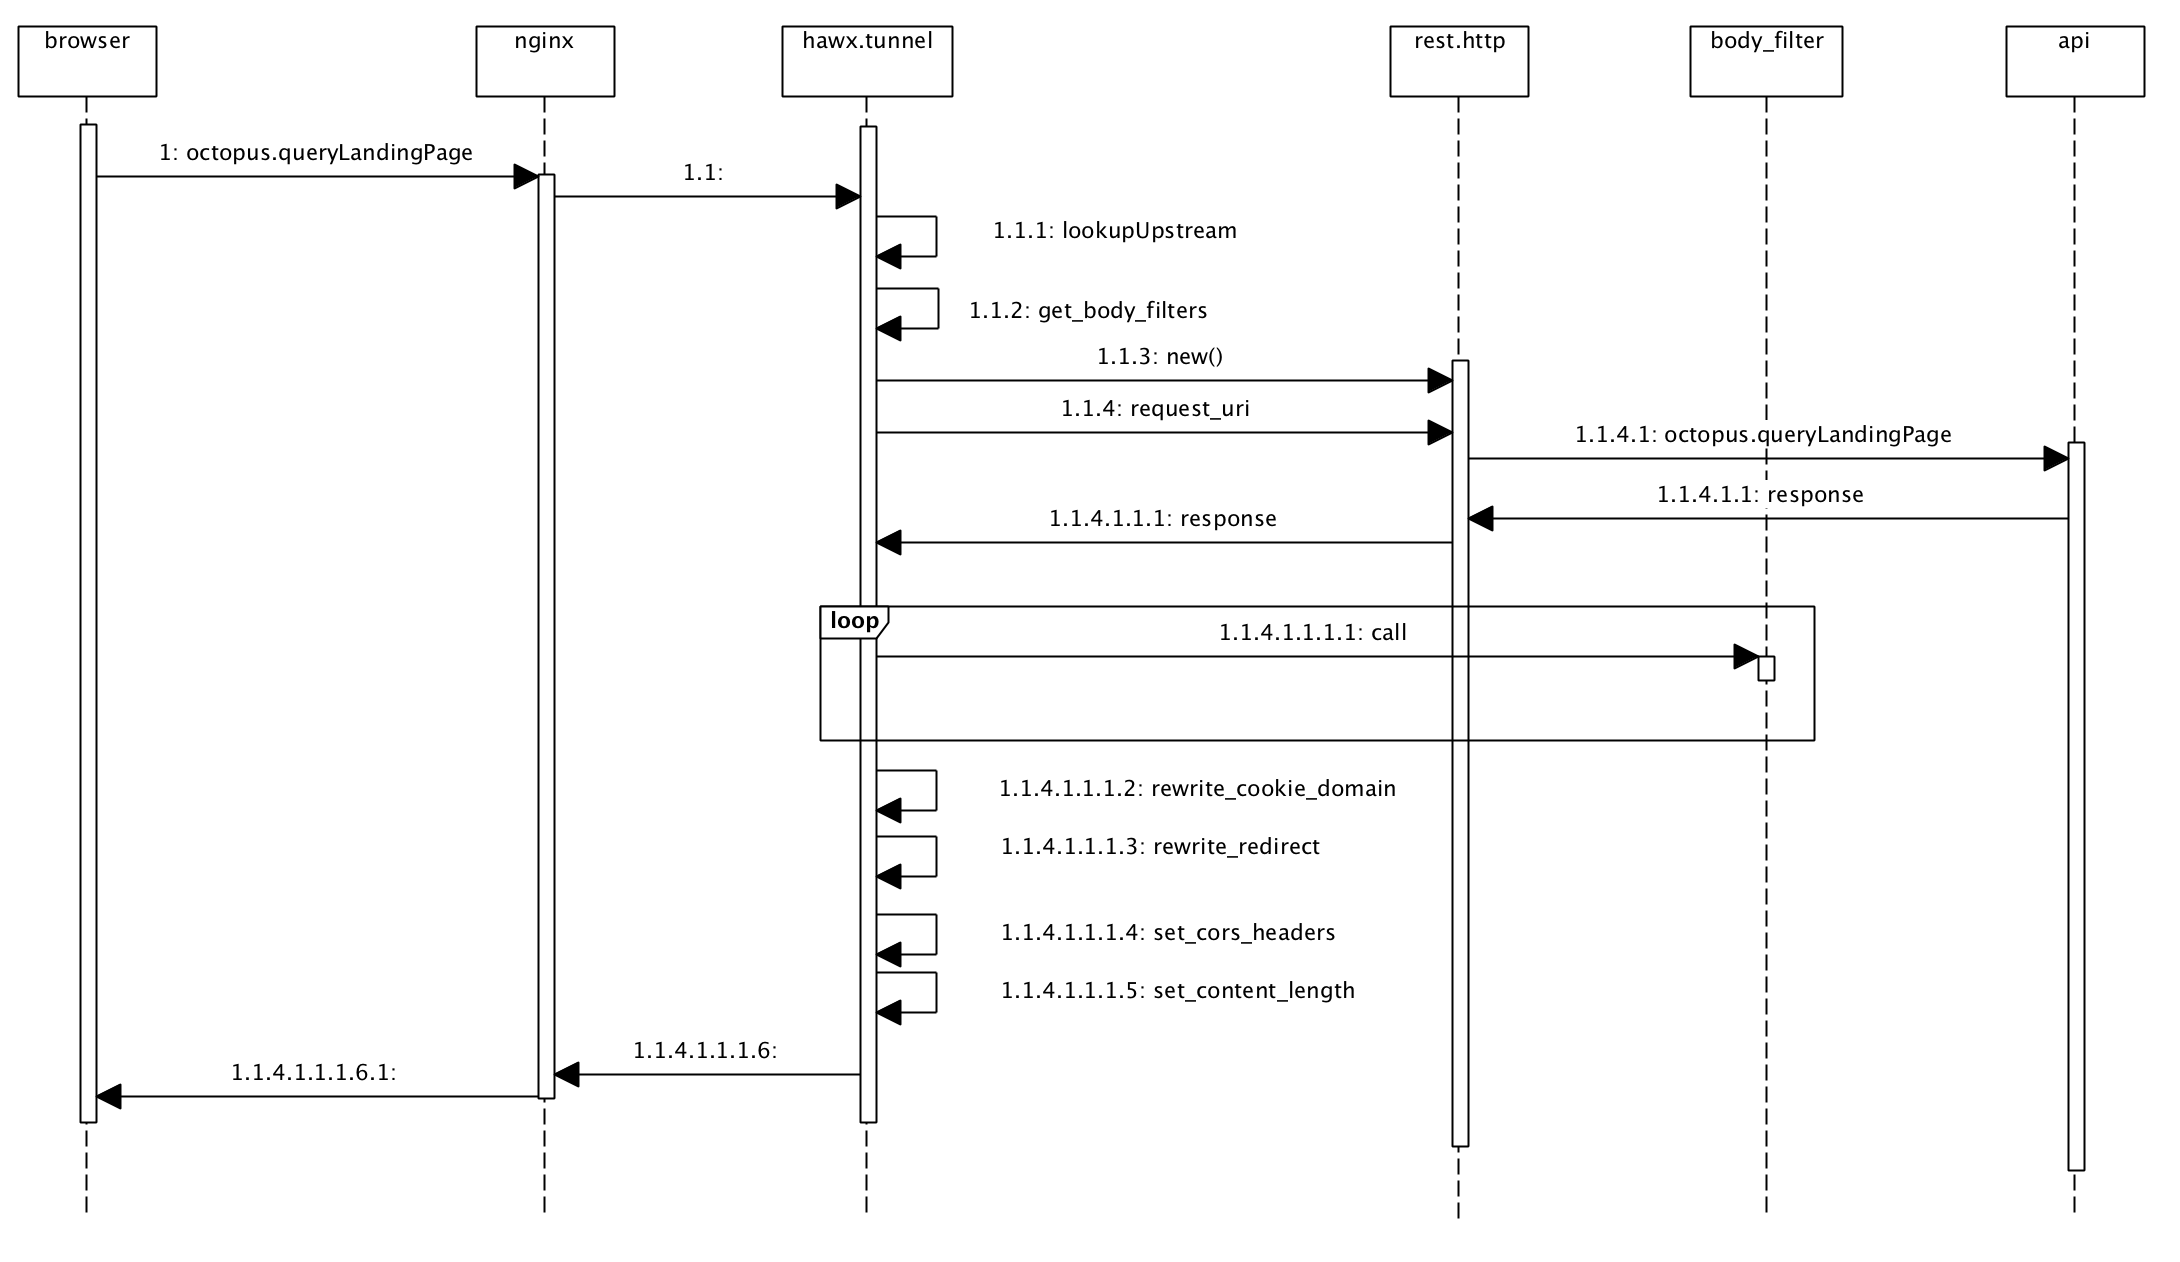 browser
nginx
hawx.tunnel
rest.http
body_filter
api
1: octopus.queryLandingPage
1.1:
1.1.1: lookupUpstream
1.1.2: get_body_filters
1.1.3: new()
1.1.4: request_uri
1.1.4.1: octopus.queryLandingPage
1.1.4.1.1: response
1.1.4.1.1.1: response
loop
1.1.4.1.1.1.1: call
1.1.4.1.1.1.2: rewrite_cookie_domain
1.1.4.1.1.1.3: rewrite_redirect
1.1.4.1.1.1.4: set_cors_headers
1.1.4.1.1.1.5: set_content_length
1.1.4.1.1.1.6:
1.1.4.1.1.1.6.1: